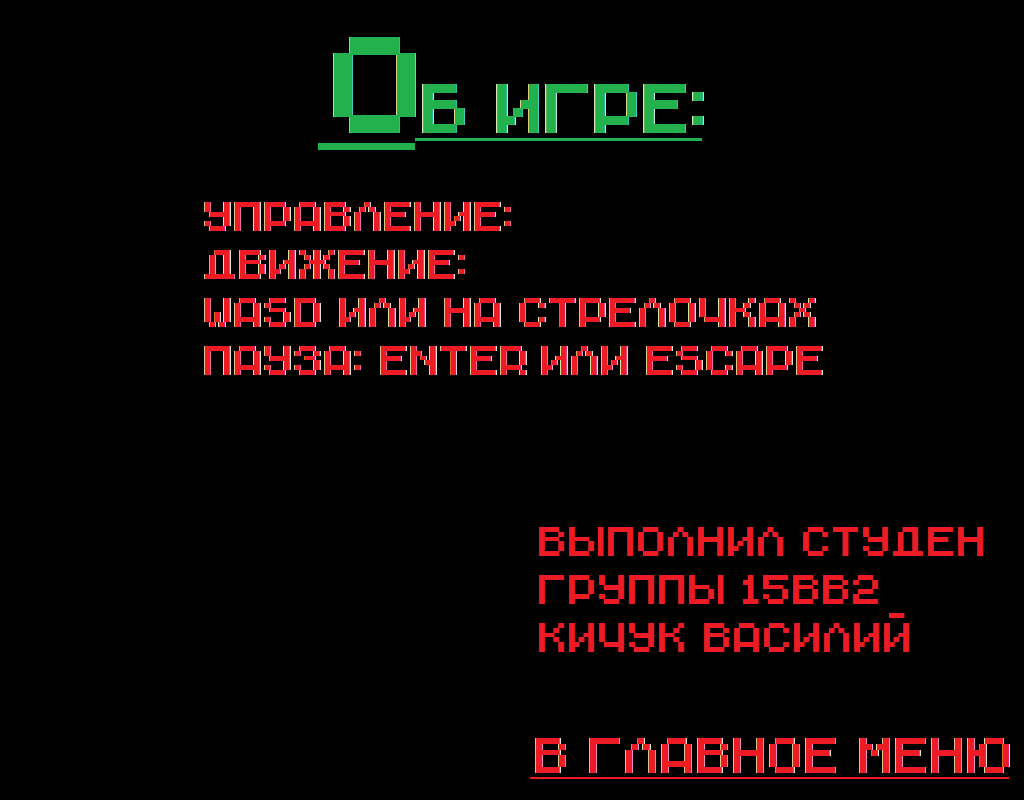 Об игре:
УПРАВЛЕНИЕ:
ДВИЖЕНИЕ:
WASD ИЛИ НА СТРЕЛОЧКАХ
ПАУЗА: ENTER ИЛИ ESCAPE
ВЫПОЛНИЛ СТУДЕН
ГРУППЫ 15ВВ2
КИЧУК ВАСИЛИЙ
В ГЛАВНОЕ МЕНЮ